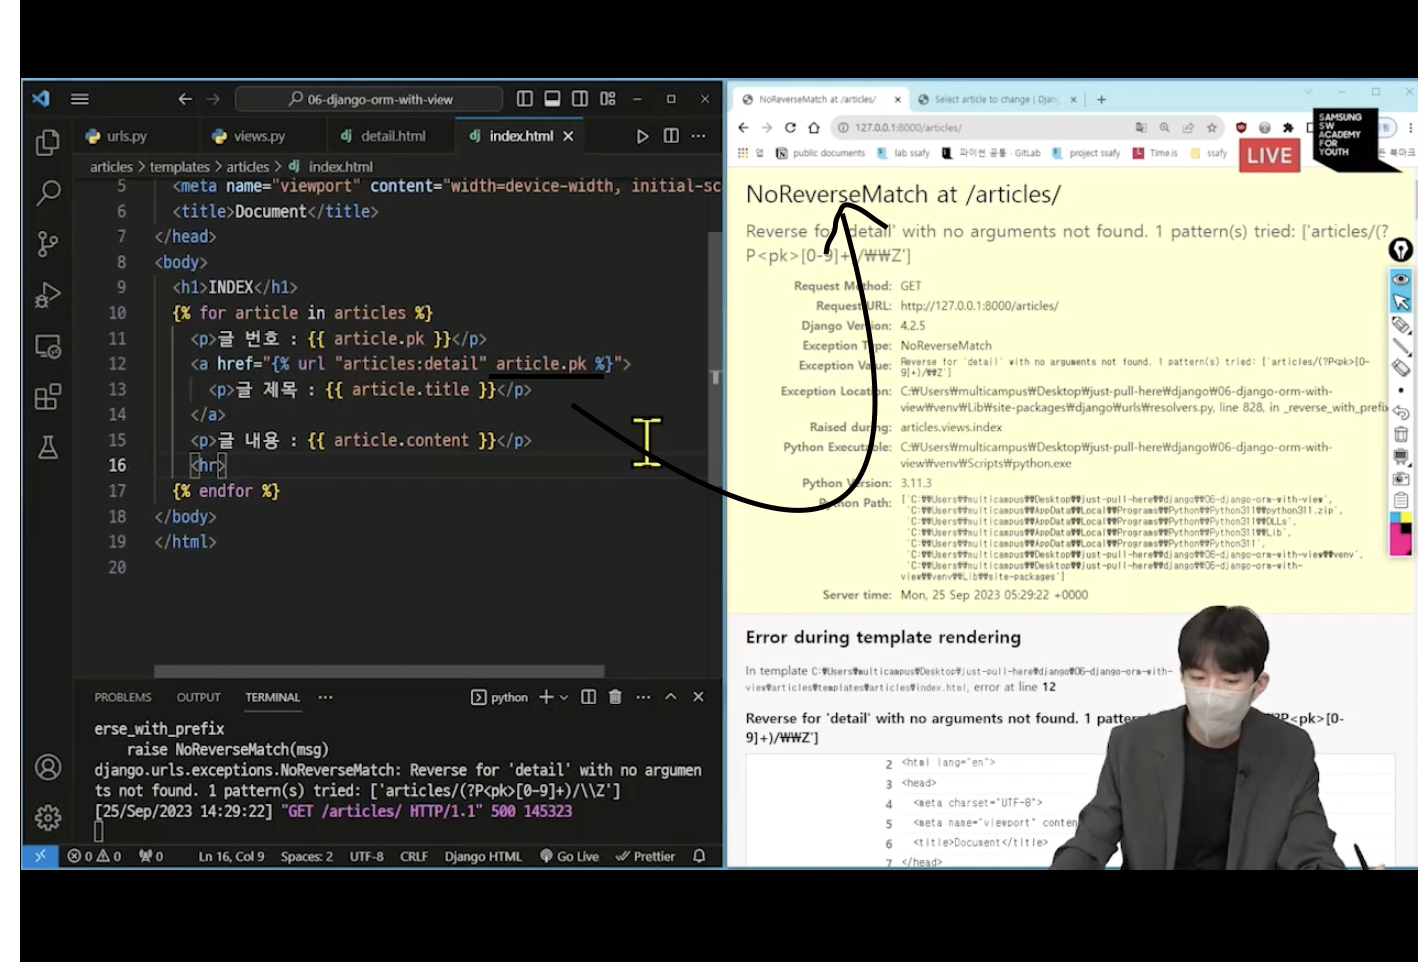 06-django-orm-with-view
urls.py
views.py
detail.html
index.html
articles > templates > articles > index.html
5 <meta name="viewport" content="width=device-width, initial-sc
6 <title>Document</title>
7 </head>
8 <body>
9 <h1>INDEX</h1>
10 {% for article in articles %}
11 <p>글 번호 : {{ article.pk }}</p>
12 <a href="{% url "articles:detail" article.pk %}">
13 <p>글 제목 : {{ article.title }}</p>
14 </a>
15 <p>글 내용 : {{ article.content }}</p>
16 <hr>
17 {% endfor %}
18 </body>
19 </html>
20
PROBLEMS OUTPUT TERMINAL ··· python
erse_with_prefix
raise NoReverseMatch(msg)
django.urls.exceptions.NoReverseMatch: Reverse for 'detail' with no argumen
ts not found. 1 pattern(s) tried: ['articles/(?P<pk>[0-9]+)/\\Z']
[25/Sep/2023 14:29:22] "GET /articles/ HTTP/1.1" 500 145323
0 0 0 Ln 16, Col 9 Spaces: 2 UTF-8 CRLF Django HTML Go Live Prettier
NoReverseMatch at /articles/
Select article to change | Djan
127.0.0.1:8000/articles/
앱 public documents lab ssafy 파이썬 공통 · GitLab project ssafy Time.is ssafy
북마크
LIVE
SAMSUNG
SW
ACADEMY
FOR
YOUTH
NoReverseMatch at /articles/
Reverse for 'detail' with no arguments not found. 1 pattern(s) tried: ['articles/(?
P<pk>[0-9]+)/₩₩Z']
Request Method: GET
Request URL: http://127.0.0.1:8000/articles/
Django Version: 4.2.5
Exception Type: NoReverseMatch
Exception Value: Reverse for 'detail' with no arguments not found. 1 pattern(s) tried: ['articles/(?P<pk>[0-
9]+)/₩₩Z']
Exception Location: C:₩Users₩multicampus₩Desktop₩just-pull-here₩django₩06-django-orm-with-
view₩venv₩Lib₩site-packages₩django₩urls₩resolvers.py, line 828, in _reverse_with_prefix
Raised during: articles.views.index
Python Executable: C:₩Users₩multicampus₩Desktop₩just-pull-here₩django₩06-django-orm-with-
view₩venv₩Scripts₩python.exe
Python Version: 3.11.3
Python Path: ['C:₩₩Users₩₩multicampus₩₩Desktop₩₩just-pull-here₩₩django₩₩06-django-orm-with-view',
'C:₩₩Users₩₩multicampus₩₩AppData₩₩Local₩₩Programs₩₩Python₩₩Python311₩₩python311.zip',
'C:₩₩Users₩₩multicampus₩₩AppData₩₩Local₩₩Programs₩₩Python₩₩Python311₩₩DLLs',
'C:₩₩Users₩₩multicampus₩₩AppData₩₩Local₩₩Programs₩₩Python₩₩Python311₩₩Lib',
'C:₩₩Users₩₩multicampus₩₩AppData₩₩Local₩₩Programs₩₩Python₩₩Python311',
'C:₩₩Users₩₩multicampus₩₩Desktop₩₩just-pull-here₩₩django₩₩06-django-orm-with-view₩₩venv',
'C:₩₩Users₩₩multicampus₩₩Desktop₩₩just-pull-here₩₩django₩₩06-django-orm-with-
view₩₩venv₩₩Lib₩₩site-packages']
Server time: Mon, 25 Sep 2023 05:29:22 +0000
Error during template rendering
In template C:₩Users₩multicampus₩Desktop₩just-pull-here₩django₩06-django-orm-with-
view₩articles₩templates₩articles₩index.html, error at line 12
Reverse for 'detail' with no arguments not found. 1 patter ?P<pk>[0-
9]+)/₩₩Z']
2 <html lang="en">
3 <head>
4 <meta charset="UTF-8">
5 <meta name="viewport" conten
6 <title>Document</title>
7 </head>